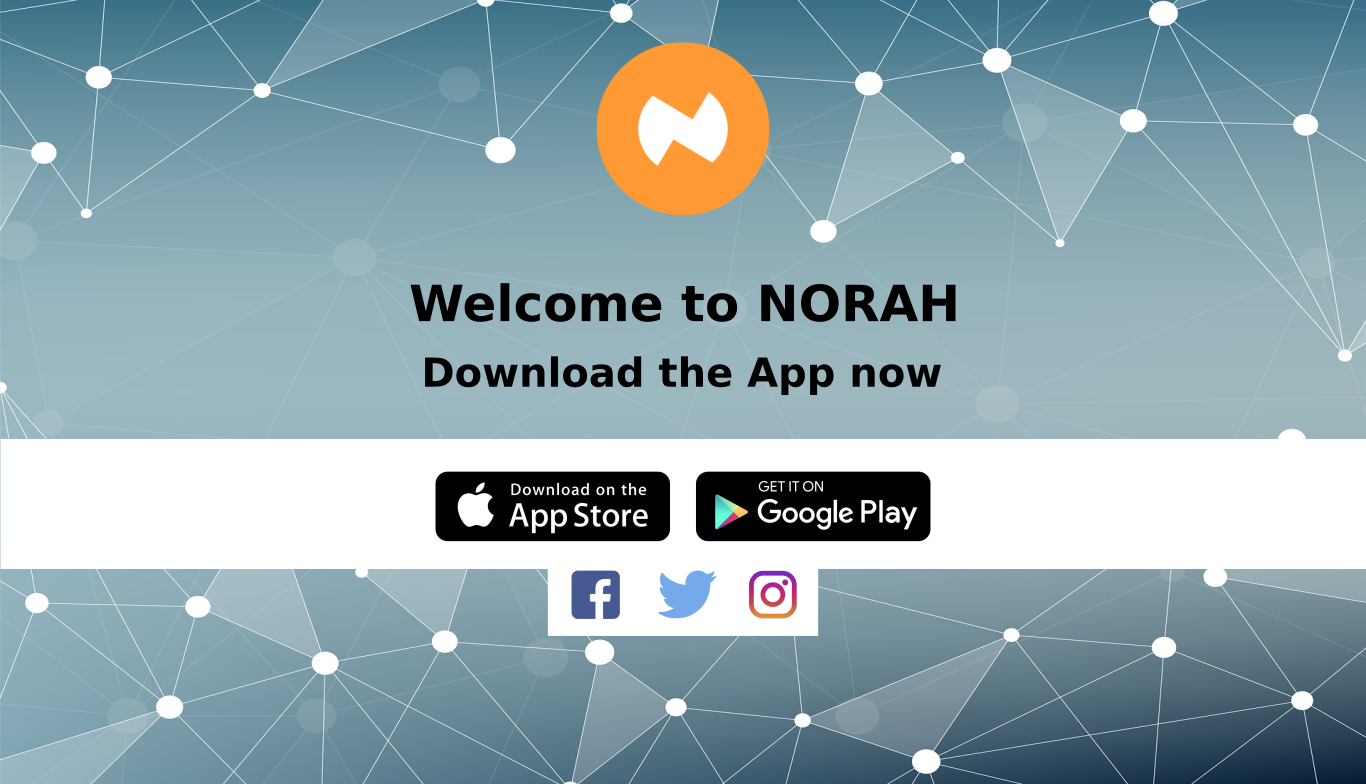 Welcome to NORAH
Download the App now
Download on the
App Store
GET IT ON
Google Play